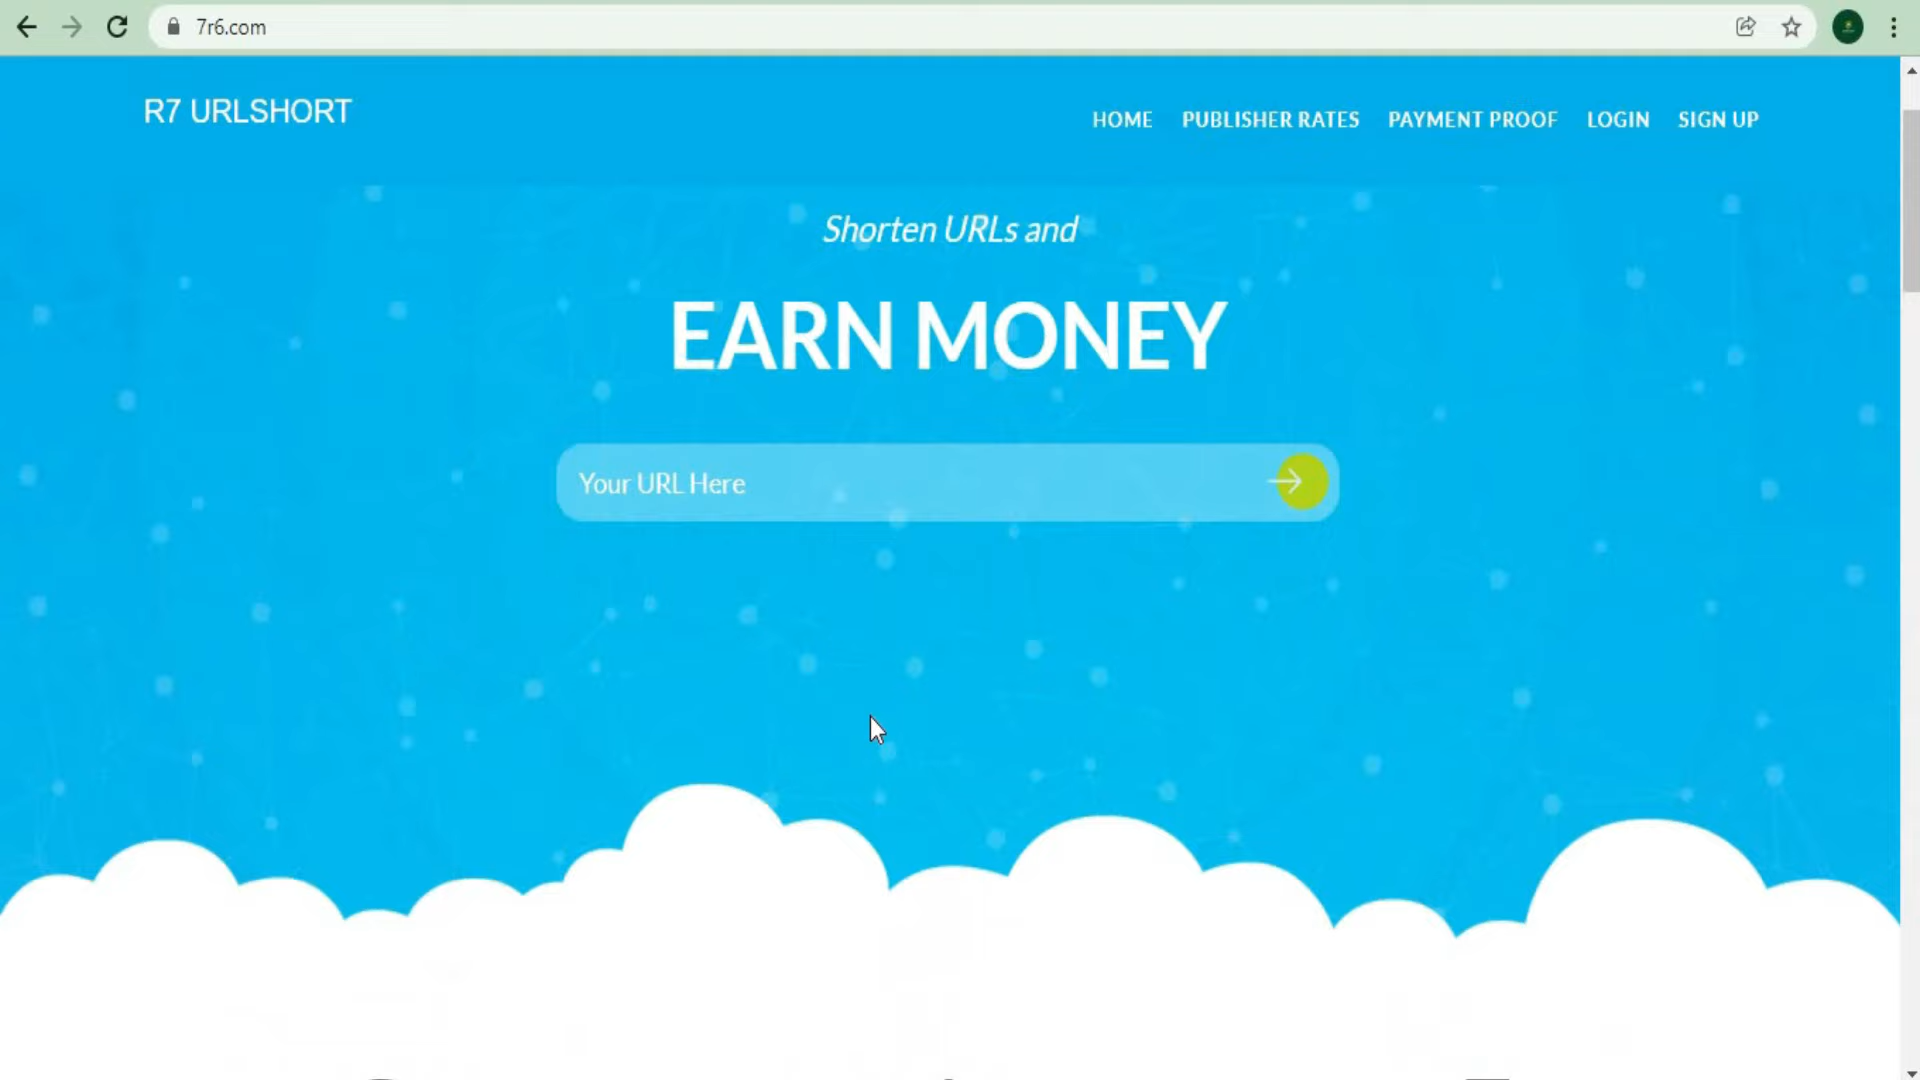 7r6.com
R7 URLSHORT
HOME PUBLISHER RATES PAYMENT PROOF LOGIN SIGN UP
Shorten URLs and
EARN MONEY
Your URL Here